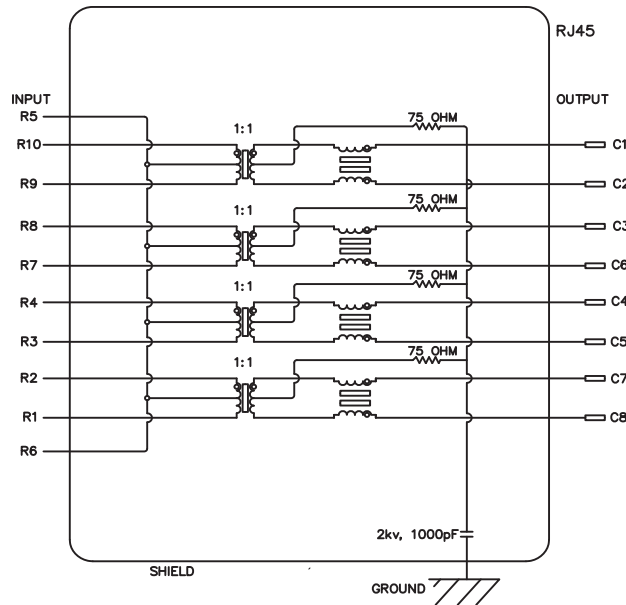 RJ45
INPUT
OUTPUT
R5
75 OHM
1:1
R10
C1
R9
C2
75 OHM
1:1
R8
C3
R7
C6
75 OHM
1:1
R4
C4
R3
C5
75 OHM
1:1
R2
C7
R1
C8
R6
2kv, 1000pF
SHIELD
GROUND